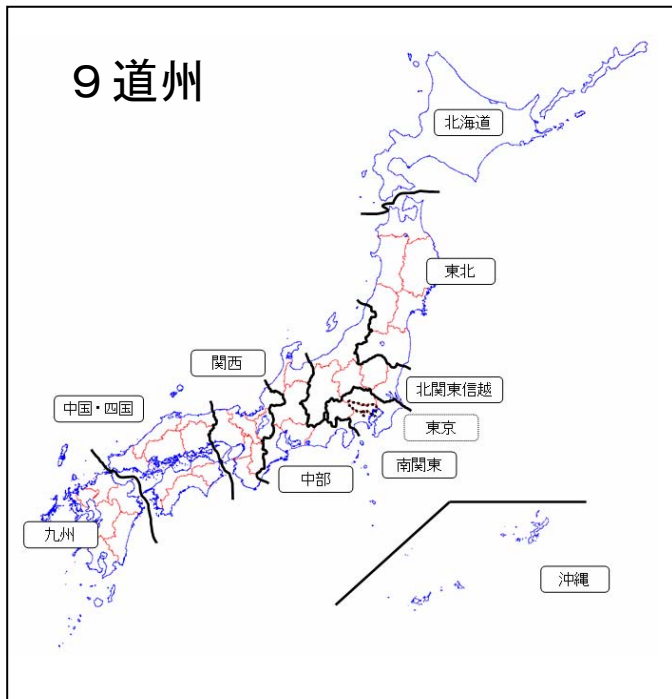 ９道州
北海道
東北
関西
北関東信越
中国・四国
東京
南関東
中部
九州
沖縄